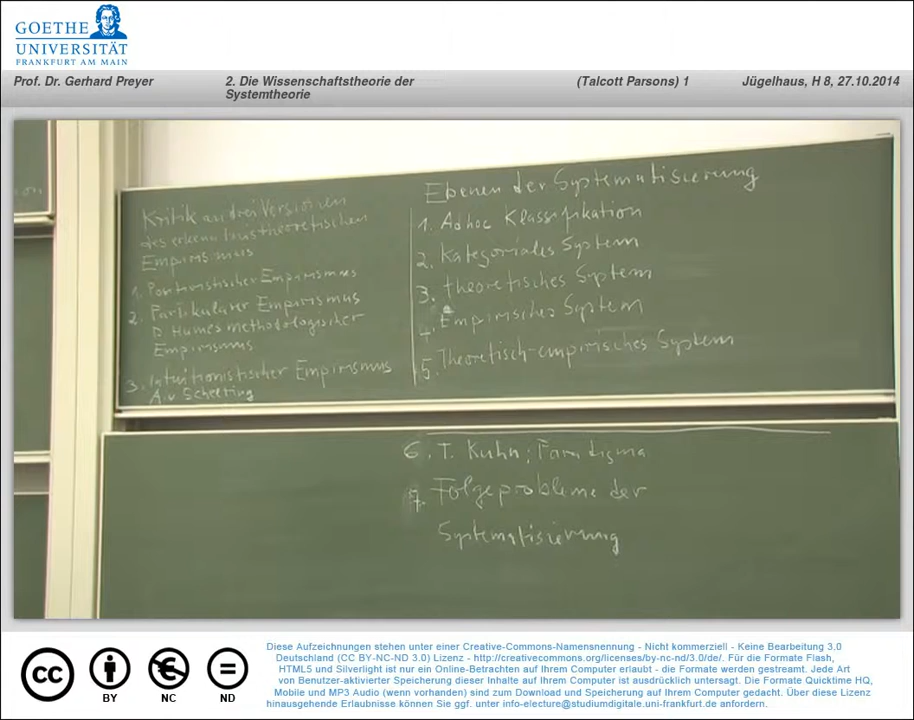 GOETHE
UNIVERSITÄT
FRANKFURT AM MAIN
Prof. Dr. Gerhard Preyer
2. Die Wissenschaftstheorie der
Systemtheorie
(Talcott Parsons) 1
Jügelhaus, H 8, 27.10.2014
Kritik an drei Versionen
des erkenntnistheoretischen
Empirismus
1. Positivistischer Empirismus
2. Partikularer Empirismus
D. Humes methodologischer
Empirismus
3. Intuitionistischer Empirismus
A. v. Schelting
Ebenen der Systematisierung
1. Ad hoc Klassifikation
2. Kategoriales System
3. theoretisches System
4. Empirisches System
5. Theoretisch-empirisches System
6. T. Kuhn: Paradigma
7. Folgeprobleme der
Systematisierung
cc
BY
NC
ND
Diese Aufzeichnungen stehen unter einer Creative-Commons-Namensnennung - Nicht kommerziell - Keine Bearbeitung 3.0
Deutschland (CC BY-NC-ND 3.0) Lizenz - http://creativecommons.org/licenses/by-nc-nd/3.0/de/. Für die Formate Flash,
HTML5 und Silverlight ist nur ein Online-Betrachten auf Ihrem Computer erlaubt - die Formate werden gestreamt. Jede Art
von Benutzer-aktivierter Speicherung dieser Inhalte auf Ihrem Computer ist ausdrücklich untersagt. Die Formate Quicktime HQ,
Mobile und MP3 Audio (wenn vorhanden) sind zum Download und Speicherung auf Ihrem Computer gedacht. Über diese Lizenz
hinausgehende Erlaubnisse können Sie ggf. unter info-electure@studiumdigitale.uni-frankfurt.de anfordern.